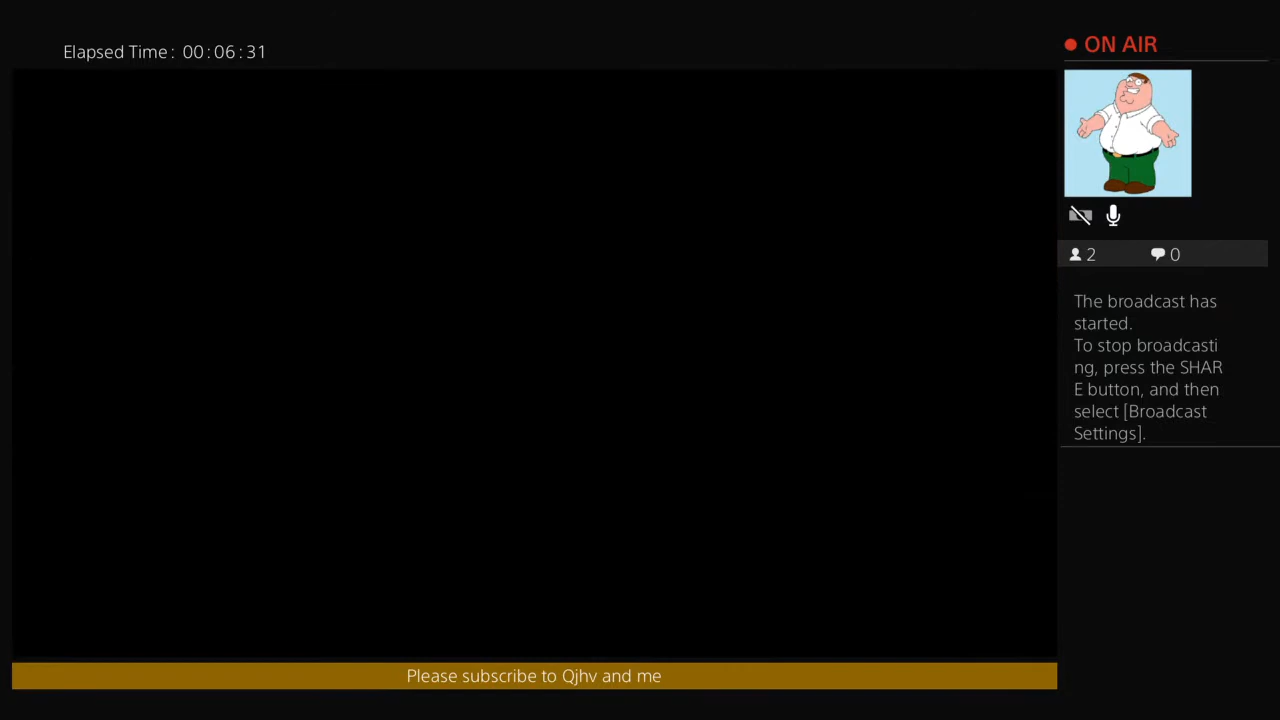 Elapsed Time: 00:06:31
ON AIR
2 0
The broadcast has
started.
To stop broadcasti
ng, press the SHAR
E button, and then
select [Broadcast
Settings].
Please subscribe to Qjhv and me